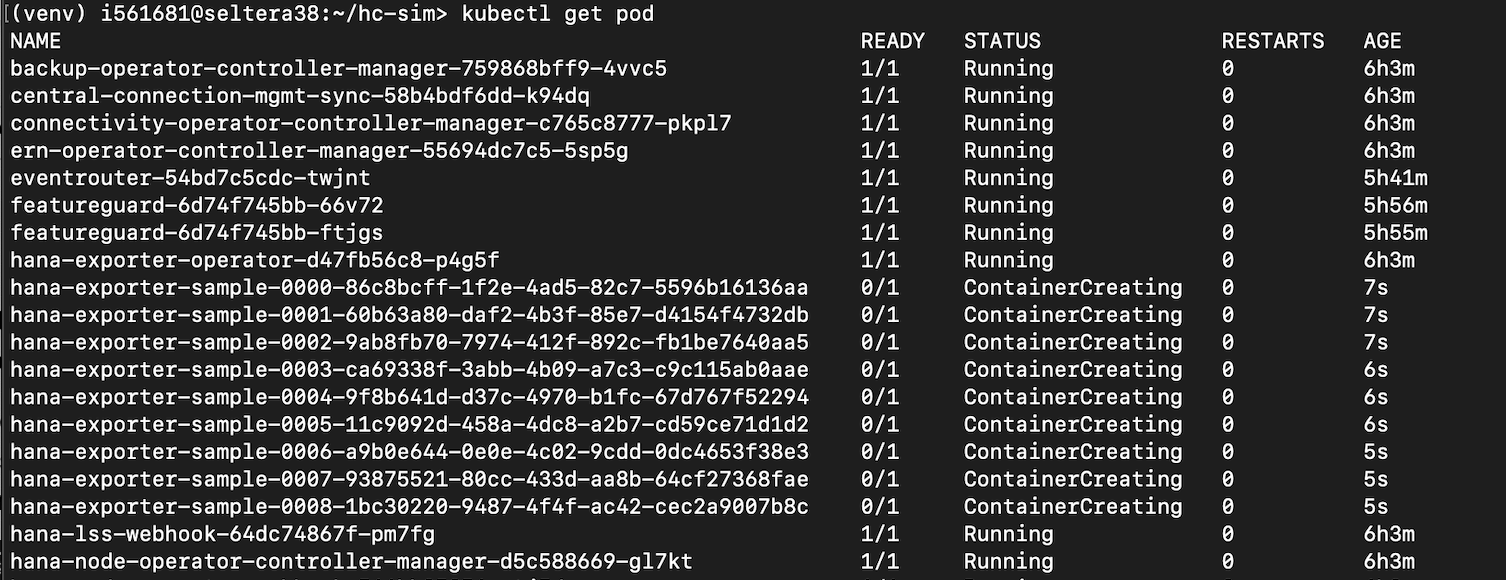 [(venv) i561681@seltera38:~/hc-sim> kubectl get pod
NAME READY STATUS RESTARTS AGE
backup-operator-controller-manager-759868bff9-4vvc5 1/1 Running 0 6h3m
central-connection-mgmt-sync-58b4bdf6dd-k94dq 1/1 Running 0 6h3m
connectivity-operator-controller-manager-c765c8777-pkpl7 1/1 Running 0 6h3m
ern-operator-controller-manager-55694dc7c5-5sp5g 1/1 Running 0 6h3m
eventrouter-54bd7c5cdc-twjnt 1/1 Running 0 5h41m
featureguard-6d74f745bb-66v72 1/1 Running 0 5h56m
featureguard-6d74f745bb-ftjgs 1/1 Running 0 5h55m
hana-exporter-operator-d47fb56c8-p4g5f 1/1 Running 0 6h3m
hana-exporter-sample-0000-86c8bcff-1f2e-4ad5-82c7-5596b16136aa 0/1 ContainerCreating 0 7s
hana-exporter-sample-0001-60b63a80-daf2-4b3f-85e7-d4154f4732db 0/1 ContainerCreating 0 7s
hana-exporter-sample-0002-9ab8fb70-7974-412f-892c-fb1be7640aa5 0/1 ContainerCreating 0 7s
hana-exporter-sample-0003-ca69338f-3abb-4b09-a7c3-c9c115ab0aae 0/1 ContainerCreating 0 6s
hana-exporter-sample-0004-9f8b641d-d37c-4970-b1fc-67d767f52294 0/1 ContainerCreating 0 6s
hana-exporter-sample-0005-11c9092d-458a-4dc8-a2b7-cd59ce71d1d2 0/1 ContainerCreating 0 6s
hana-exporter-sample-0006-a9b0e644-0e0e-4c02-9cdd-0dc4653f38e3 0/1 ContainerCreating 0 5s
hana-exporter-sample-0007-93875521-80cc-433d-aa8b-64cf27368fae 0/1 ContainerCreating 0 5s
hana-exporter-sample-0008-1bc30220-9487-4f4f-ac42-cec2a9007b8c 0/1 ContainerCreating 0 5s
hana-lss-webhook-64dc74867f-pm7fg 1/1 Running 0 6h3m
hana-node-operator-controller-manager-d5c588669-gl7kt 1/1 Running 0 6h3m